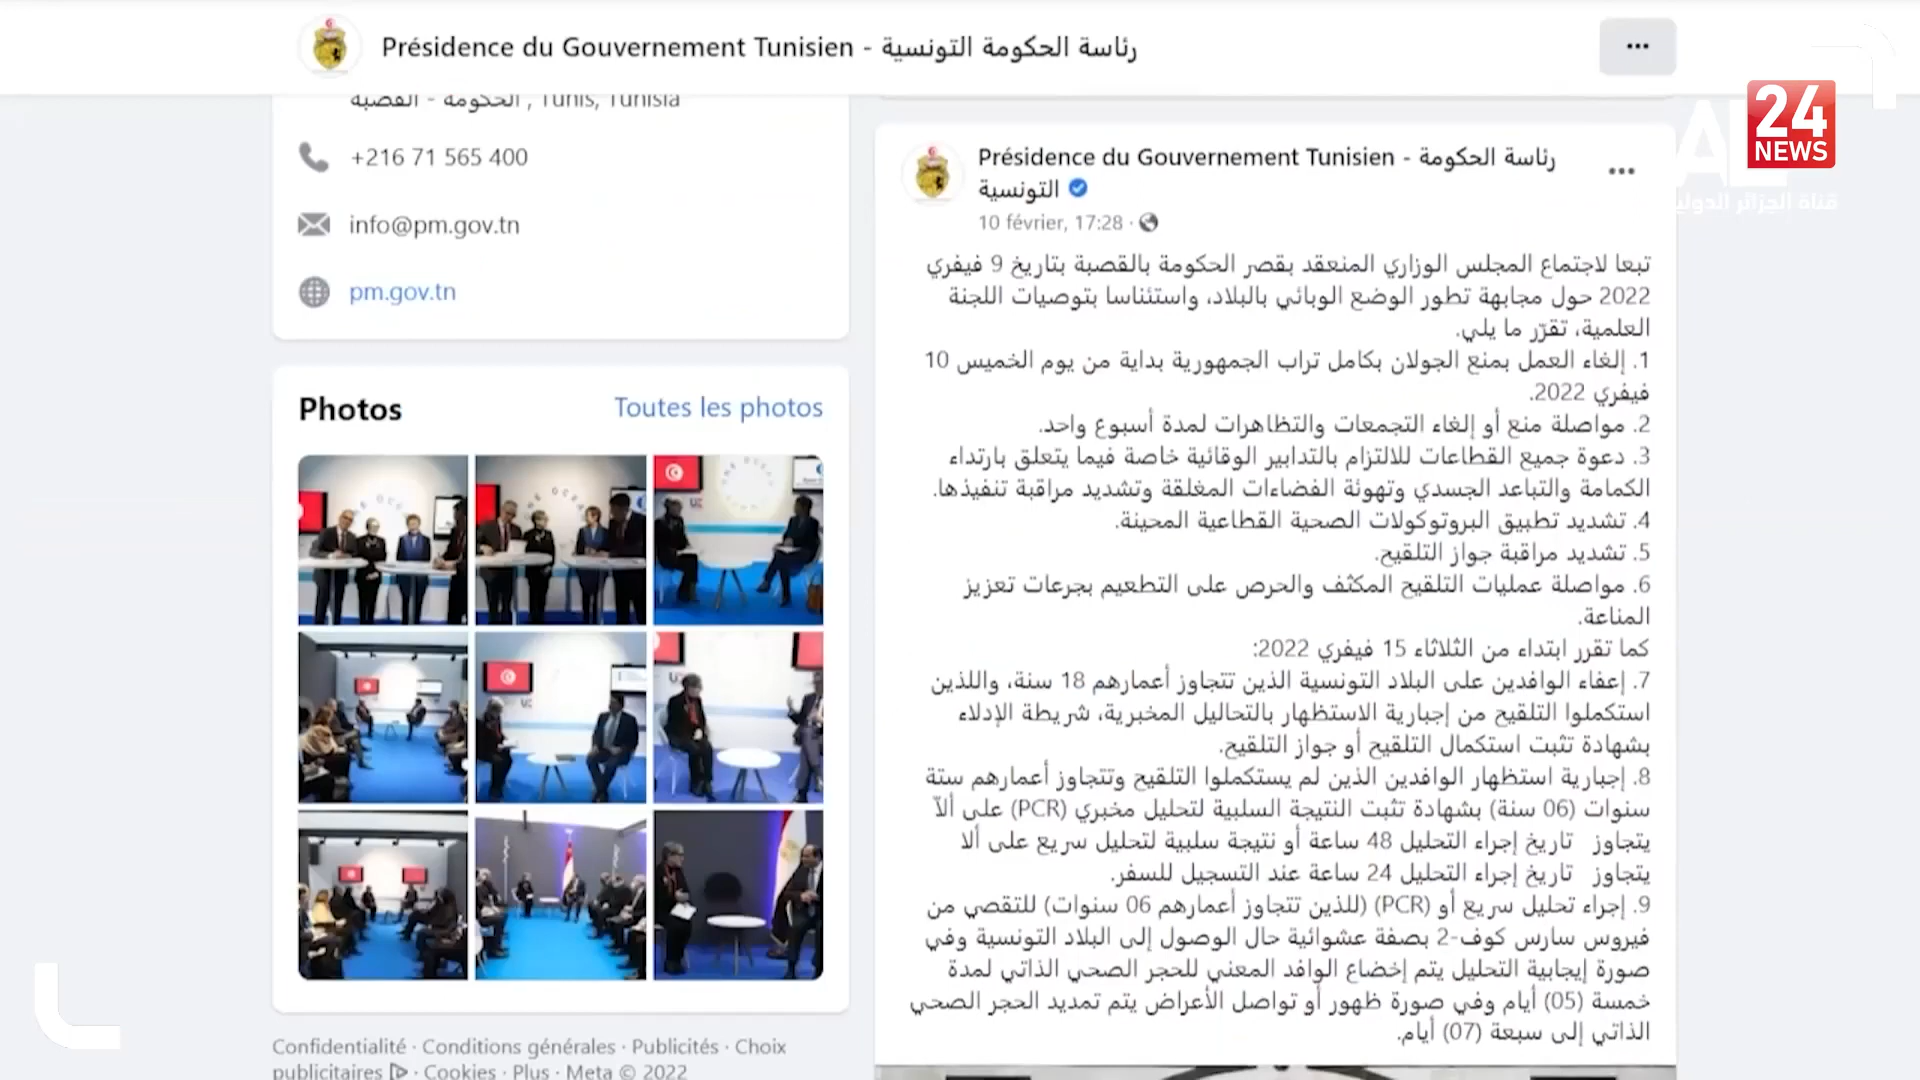 Présidence du Gouvernement Tunisien - رئاسة الحكومة التونسية
الحكومة - القصبة , Tunis, Tunisia
+216 71 565 400
info@pm.gov.tn
pm.gov.tn
Photos
Toutes les photos
Confidentialité · Conditions générales · Publicités · Choix
publicitaires · Cookies · Plus · Meta © 2022
Présidence du Gouvernement Tunisien - رئاسة الحكومة
التونسية
10 février, 17:28 ·
تبعا لاجتماع المجلس الوزاري المنعقد بقصر الحكومة بالقصبة بتاريخ 9 فيفري
2022 حول مجابهة تطور الوضع الوبائي بالبلاد، واستئناسا بتوصيات اللجنة
العلمية، تقرّر ما يلي.
1. إلغاء العمل بمنع الجولان بكامل تراب الجمهورية بداية من يوم الخميس 10
فيفري 2022.
2. مواصلة منع أو إلغاء التجمعات والتظاهرات لمدة أسبوع واحد.
3. دعوة جميع القطاعات للالتزام بالتدابير الوقائية خاصة فيما يتعلق بارتداء
الكمامة والتباعد الجسدي وتهوئة الفضاءات المغلقة وتشديد مراقبة تنفيذها.
4. تشديد تطبيق البروتوكولات الصحية القطاعية المحينة.
5. تشديد مراقبة جواز التلقيح.
6. مواصلة عمليات التلقيح المكثف والحرص على التطعيم بجرعات تعزيز
المناعة.
كما تقرر ابتداء من الثلاثاء 15 فيفري 2022:
7. إعفاء الوافدين على البلاد التونسية الذين تتجاوز أعمارهم 18 سنة، واللذين
استكملوا التلقيح من إجبارية الاستظهار بالتحاليل المخبرية، شريطة الإدلاء
بشهادة تثبت استكمال التلقيح أو جواز التلقيح.
8. إجبارية استظهار الوافدين الذين لم يستكملوا التلقيح وتتجاوز أعمارهم ستة
سنوات (06 سنة) بشهادة تثبت النتيجة السلبية لتحليل مخبري (PCR) على ألاّ
يتجاوز تاريخ إجراء التحليل 48 ساعة أو نتيجة سلبية لتحليل سريع على ألا
يتجاوز تاريخ إجراء التحليل 24 ساعة عند التسجيل للسفر.
9. إجراء تحليل سريع أو (PCR) (للذين تتجاوز أعمارهم 06 سنوات) للتقصي من
فيروس سارس كوف-2 بصفة عشوائية حال الوصول إلى البلاد التونسية وفي
صورة إيجابية التحليل يتم إخضاع الوافد المعني للحجر الصحي الذاتي لمدة
خمسة (05) أيام وفي صورة ظهور أو تواصل الأعراض يتم تمديد الحجر الصحي
الذاتي إلى سبعة (07) أيام.
AL 24
NEWS
قناة الجزائر الدولية